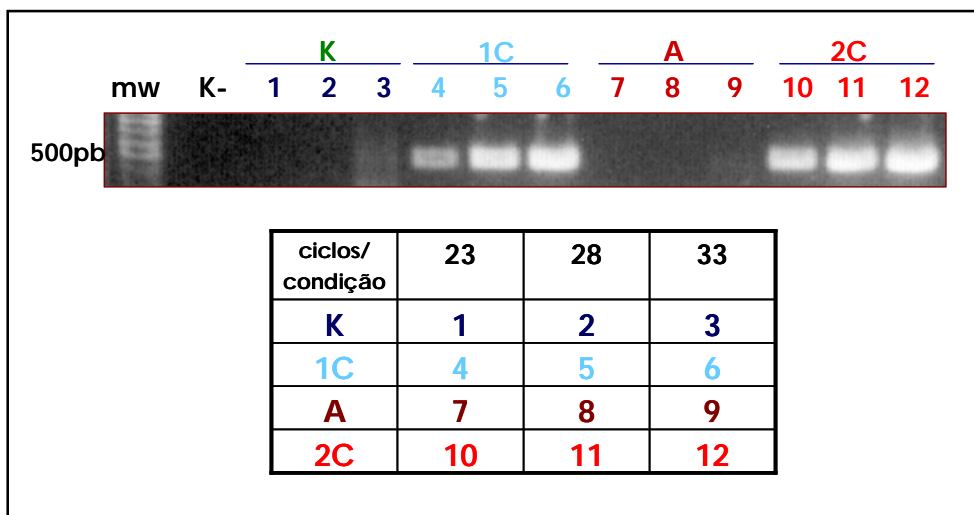 K 1C A 2C
mw K- 1 2 3 4 5 6 7 8 9 10 11 12
500pb
ciclos/
condição 23 28 33
K 1 2 3
1C 4 5 6
A 7 8 9
2C 10 11 12